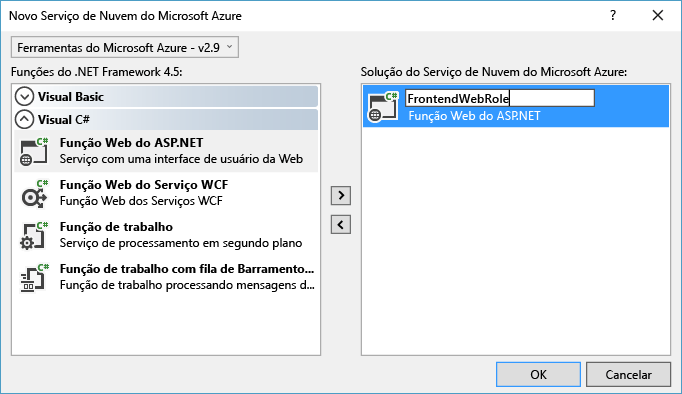 Novo Serviço de Nuvem do Microsoft Azure
Ferramentas do Microsoft Azure - v2.9
Funções do .NET Framework 4.5:
Visual Basic
Visual C#
C#
Função Web do ASP.NET
Serviço com uma interface de usuário da Web
C#
Função Web do Serviço WCF
Função Web dos Serviços WCF
C#
Função de trabalho
Serviço de processamento em segundo plano
C#
Função de trabalho com fila de Barramento...
Função de trabalho processando mensagens d...
Solução do Serviço de Nuvem do Microsoft Azure:
C#
FrontendWebRole
Função Web do ASP.NET
OK
Cancelar